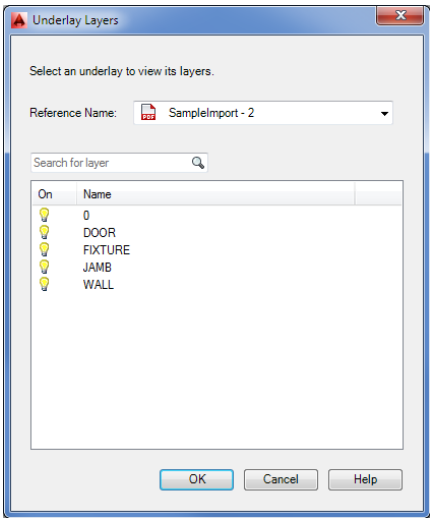 Underlay Layers
Select an underlay to view its layers.
Reference Name: PDF SampleImport - 2
Search for layer
On Name
0
DOOR
FIXTURE
JAMB
WALL
OK Cancel Help